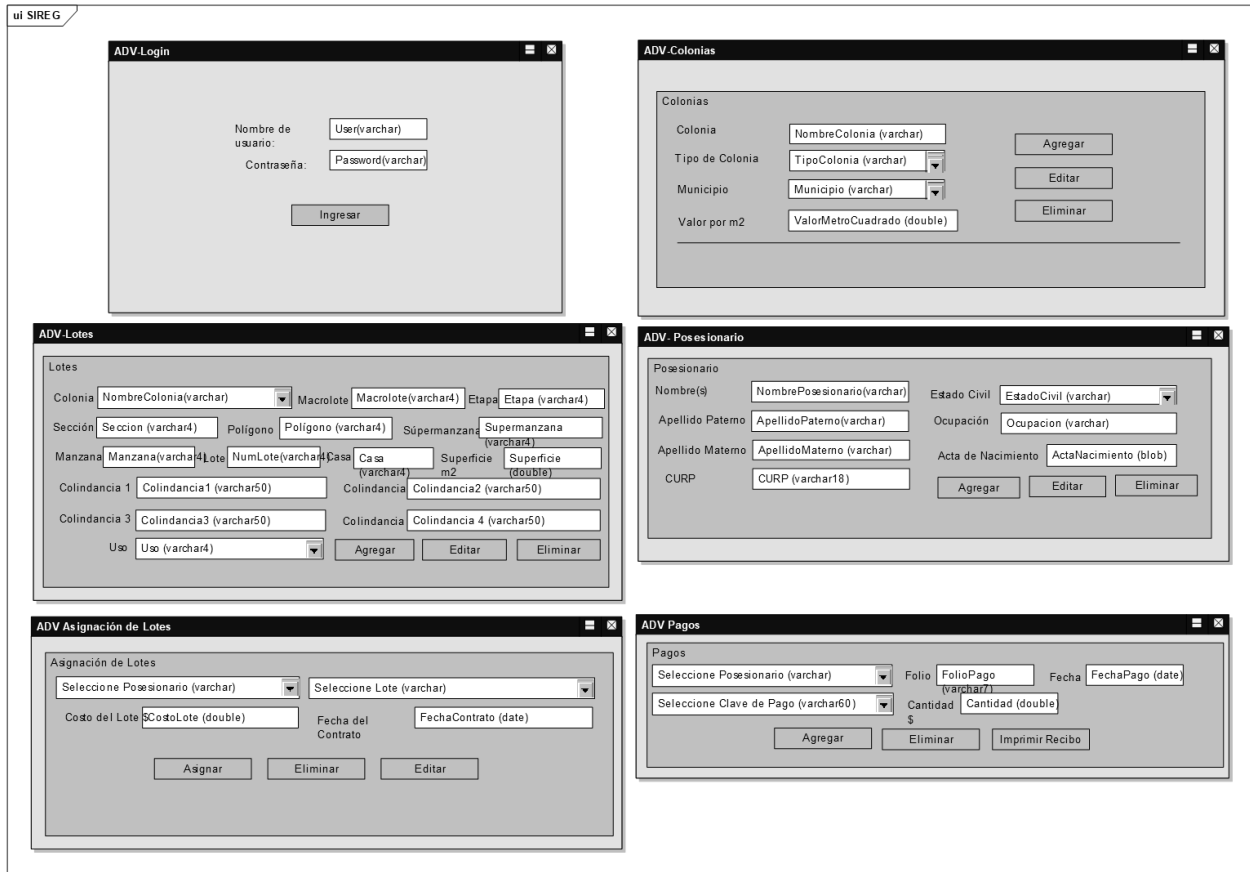 ui SIREG
ADV-Login
Nombre de
usuario:
User(varchar)
Contraseña:
Password(varchar)
Ingresar
ADV-Colonias
Colonias
Colonia
NombreColonia (varchar)
Agregar
Tipo de Colonia
TipoColonia (varchar)
Editar
Municipio
Municipio (varchar)
Eliminar
Valor por m2
ValorMetroCuadrado (double)
ADV-Lotes
Lotes
Colonia NombreColonia(varchar) Macrolote Macrolote(varchar4) Etapa Etapa (varchar4)
Sección Seccion (varchar4) Polígono Polígono (varchar4) Súpermanzana Supermanzana
(varchar4)
Manzana Manzana(varchar4) Lote NumLote(varchar4) Casa Casa
(varchar4)
Superficie
m2
Superficie
(double)
Colindancia 1 Colindancia1 (varchar50) Colindancia Colindancia2 (varchar50)
Colindancia 3 Colindancia3 (varchar50) Colindancia Colindancia 4 (varchar50)
Uso Uso (varchar4) Agregar Editar Eliminar
ADV- Posesionario
Posesionario
Nombre(s) NombrePosesionario(varchar) Estado Civil EstadoCivil (varchar)
Apellido Paterno ApellidoPaterno(varchar) Ocupación Ocupacion (varchar)
Apellido Materno ApellidoMaterno (varchar) Acta de Nacimiento ActaNacimiento (blob)
CURP CURP (varchar18) Agregar Editar Eliminar
ADV Asignación de Lotes
Asignación de Lotes
Seleccione Posesionario (varchar) Seleccione Lote (varchar)
Costo del Lote $ CostoLote (double) Fecha del
Contrato
FechaContrato (date)
Asignar Eliminar Editar
ADV Pagos
Pagos
Seleccione Posesionario (varchar) Folio FolioPago
(varchar7)
Fecha FechaPago (date)
Seleccione Clave de Pago (varchar60) Cantidad
$
Cantidad (double)
Agregar Eliminar Imprimir Recibo